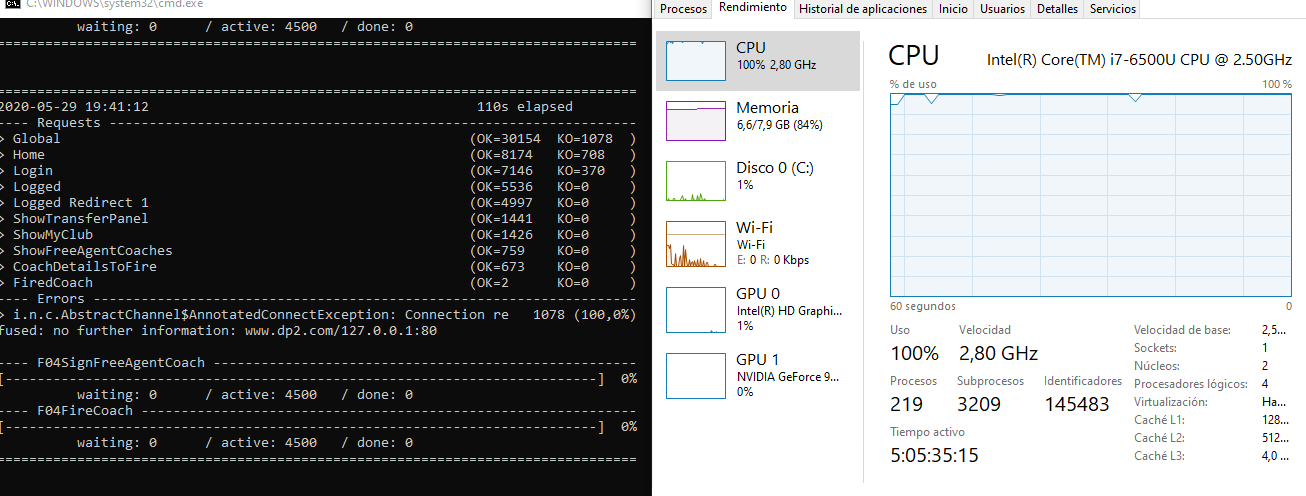 C:\WINDOWS\system32\cmd.exe
waiting: 0 / active: 4500 / done: 0
================================================================================
================================================================================
2020-05-29 19:41:12 110s elapsed
---- Requests ------------------------------------------------------------------
> Global (OK=30154 KO=1078 )
> Home (OK=8174 KO=708 )
> Login (OK=7146 KO=370 )
> Logged (OK=5536 KO=0 )
> Logged Redirect 1 (OK=4997 KO=0 )
> ShowTransferPanel (OK=1441 KO=0 )
> ShowMyClub (OK=1426 KO=0 )
> ShowFreeAgentCoaches (OK=759 KO=0 )
> CoachDetailsToFire (OK=673 KO=0 )
> FiredCoach (OK=2 KO=0 )
---- Errors --------------------------------------------------------------------
> i.n.c.AbstractChannel$AnnotatedConnectException: Connection re 1078 (100,0%)
fused: no further information: www.dp2.com/127.0.0.1:80
---- F04SignFreeAgentCoach -----------------------------------------------------
[--------------------------------------------------------------------------] 0%
waiting: 0 / active: 4500 / done: 0
---- F04FireCoach --------------------------------------------------------------
[--------------------------------------------------------------------------] 0%
waiting: 0 / active: 4500 / done: 0
================================================================================
Procesos Rendimiento Historial de aplicaciones Inicio Usuarios Detalles Servicios
CPU
100% 2,80 GHz
Memoria
6,6/7,9 GB (84%)
Disco 0 (C:)
1%
Wi-Fi
Wi-Fi
E: 0 R: 0 Kbps
GPU 0
Intel(R) HD Graphi...
1%
GPU 1
NVIDIA GeForce 9...
0%
CPU Intel(R) Core(TM) i7-6500U CPU @ 2.50GHz
% de uso 100 %
60 segundos 0
Uso Velocidad
100% 2,80 GHz
Procesos Subprocesos Identificadores
219 3209 145483
Tiempo activo
5:05:35:15
Velocidad de base: 2,5...
Sockets: 1
Núcleos: 2
Procesadores lógicos: 4
Virtualización: Ha...
Caché L1: 128...
Caché L2: 512...
Caché L3: 4,0 ...